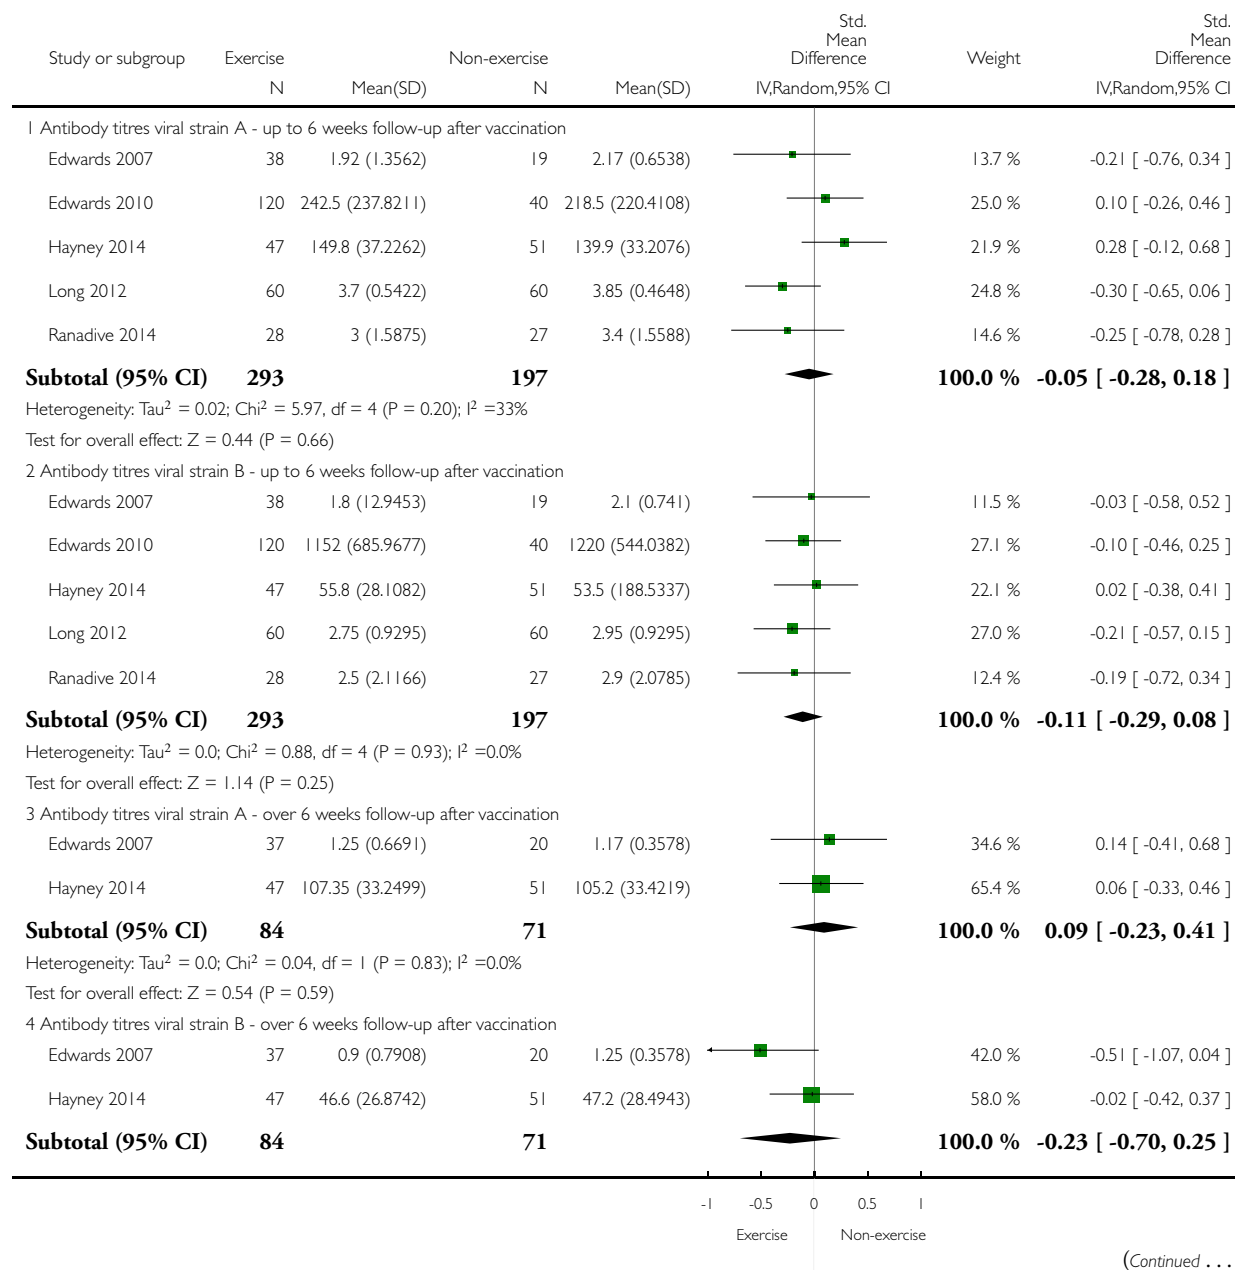 Study or subgroup Exercise Non-exercise Std. Mean Difference Weight Std. Mean Difference
N Mean(SD) N Mean(SD) IV,Random,95% CI IV,Random,95% CI
1 Antibody titres viral strain A - up to 6 weeks follow-up after vaccination
Edwards 2007 38 1.92 (1.3562) 19 2.17 (0.6538) 13.7 % -0.21 [ -0.76, 0.34 ]
Edwards 2010 120 242.5 (237.8211) 40 218.5 (220.4108) 25.0 % 0.10 [ -0.26, 0.46 ]
Hayney 2014 47 149.8 (37.2262) 51 139.9 (33.2076) 21.9 % 0.28 [ -0.12, 0.68 ]
Long 2012 60 3.7 (0.5422) 60 3.85 (0.4648) 24.8 % -0.30 [ -0.65, 0.06 ]
Ranadive 2014 28 3 (1.5875) 27 3.4 (1.5588) 14.6 % -0.25 [ -0.78, 0.28 ]
Subtotal (95% CI) 293 197 100.0 % -0.05 [ -0.28, 0.18 ]
Heterogeneity: Tau² = 0.02; Chi² = 5.97, df = 4 (P = 0.20); I² =33%
Test for overall effect: Z = 0.44 (P = 0.66)
2 Antibody titres viral strain B - up to 6 weeks follow-up after vaccination
Edwards 2007 38 1.8 (12.9453) 19 2.1 (0.741) 11.5 % -0.03 [ -0.58, 0.52 ]
Edwards 2010 120 1152 (685.9677) 40 1220 (544.0382) 27.1 % -0.10 [ -0.46, 0.25 ]
Hayney 2014 47 55.8 (28.1082) 51 53.5 (188.5337) 22.1 % 0.02 [ -0.38, 0.41 ]
Long 2012 60 2.75 (0.9295) 60 2.95 (0.9295) 27.0 % -0.21 [ -0.57, 0.15 ]
Ranadive 2014 28 2.5 (2.1166) 27 2.9 (2.0785) 12.4 % -0.19 [ -0.72, 0.34 ]
Subtotal (95% CI) 293 197 100.0 % -0.11 [ -0.29, 0.08 ]
Heterogeneity: Tau² = 0.0; Chi² = 0.88, df = 4 (P = 0.93); I² =0.0%
Test for overall effect: Z = 1.14 (P = 0.25)
3 Antibody titres viral strain A - over 6 weeks follow-up after vaccination
Edwards 2007 37 1.25 (0.6691) 20 1.17 (0.3578) 34.6 % 0.14 [ -0.41, 0.68 ]
Hayney 2014 47 107.35 (33.2499) 51 105.2 (33.4219) 65.4 % 0.06 [ -0.33, 0.46 ]
Subtotal (95% CI) 84 71 100.0 % 0.09 [ -0.23, 0.41 ]
Heterogeneity: Tau² = 0.0; Chi² = 0.04, df = 1 (P = 0.83); I² =0.0%
Test for overall effect: Z = 0.54 (P = 0.59)
4 Antibody titres viral strain B - over 6 weeks follow-up after vaccination
Edwards 2007 37 0.9 (0.7908) 20 1.25 (0.3578) 42.0 % -0.51 [ -1.07, 0.04 ]
Hayney 2014 47 46.6 (26.8742) 51 47.2 (28.4943) 58.0 % -0.02 [ -0.42, 0.37 ]
Subtotal (95% CI) 84 71 100.0 % -0.23 [ -0.70, 0.25 ]
-1 -0.5 0 0.5 1
Exercise Non-exercise
(Continued . . .